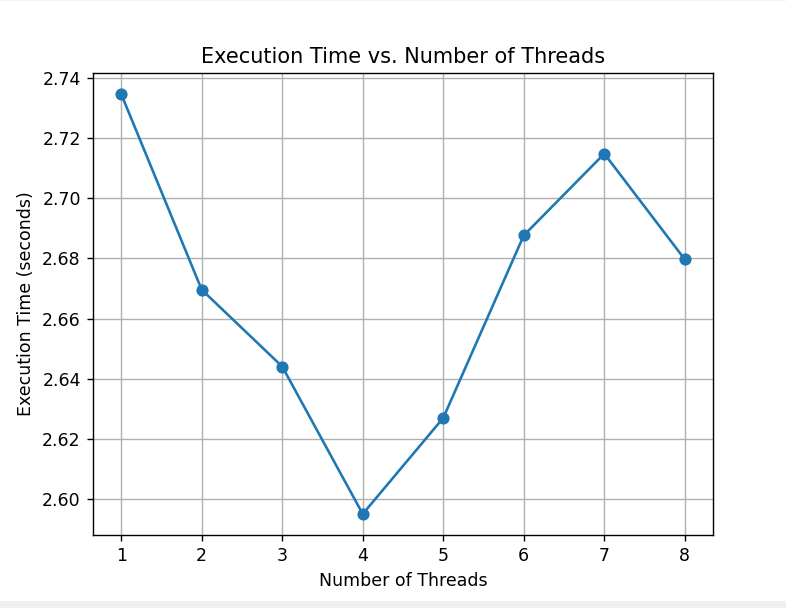 Execution Time vs. Number of Threads
2.74
2.72
2.70
2.68
2.66
2.64
2.62
2.60
Execution Time (seconds)
1 2 3 4 5 6 7 8
Number of Threads